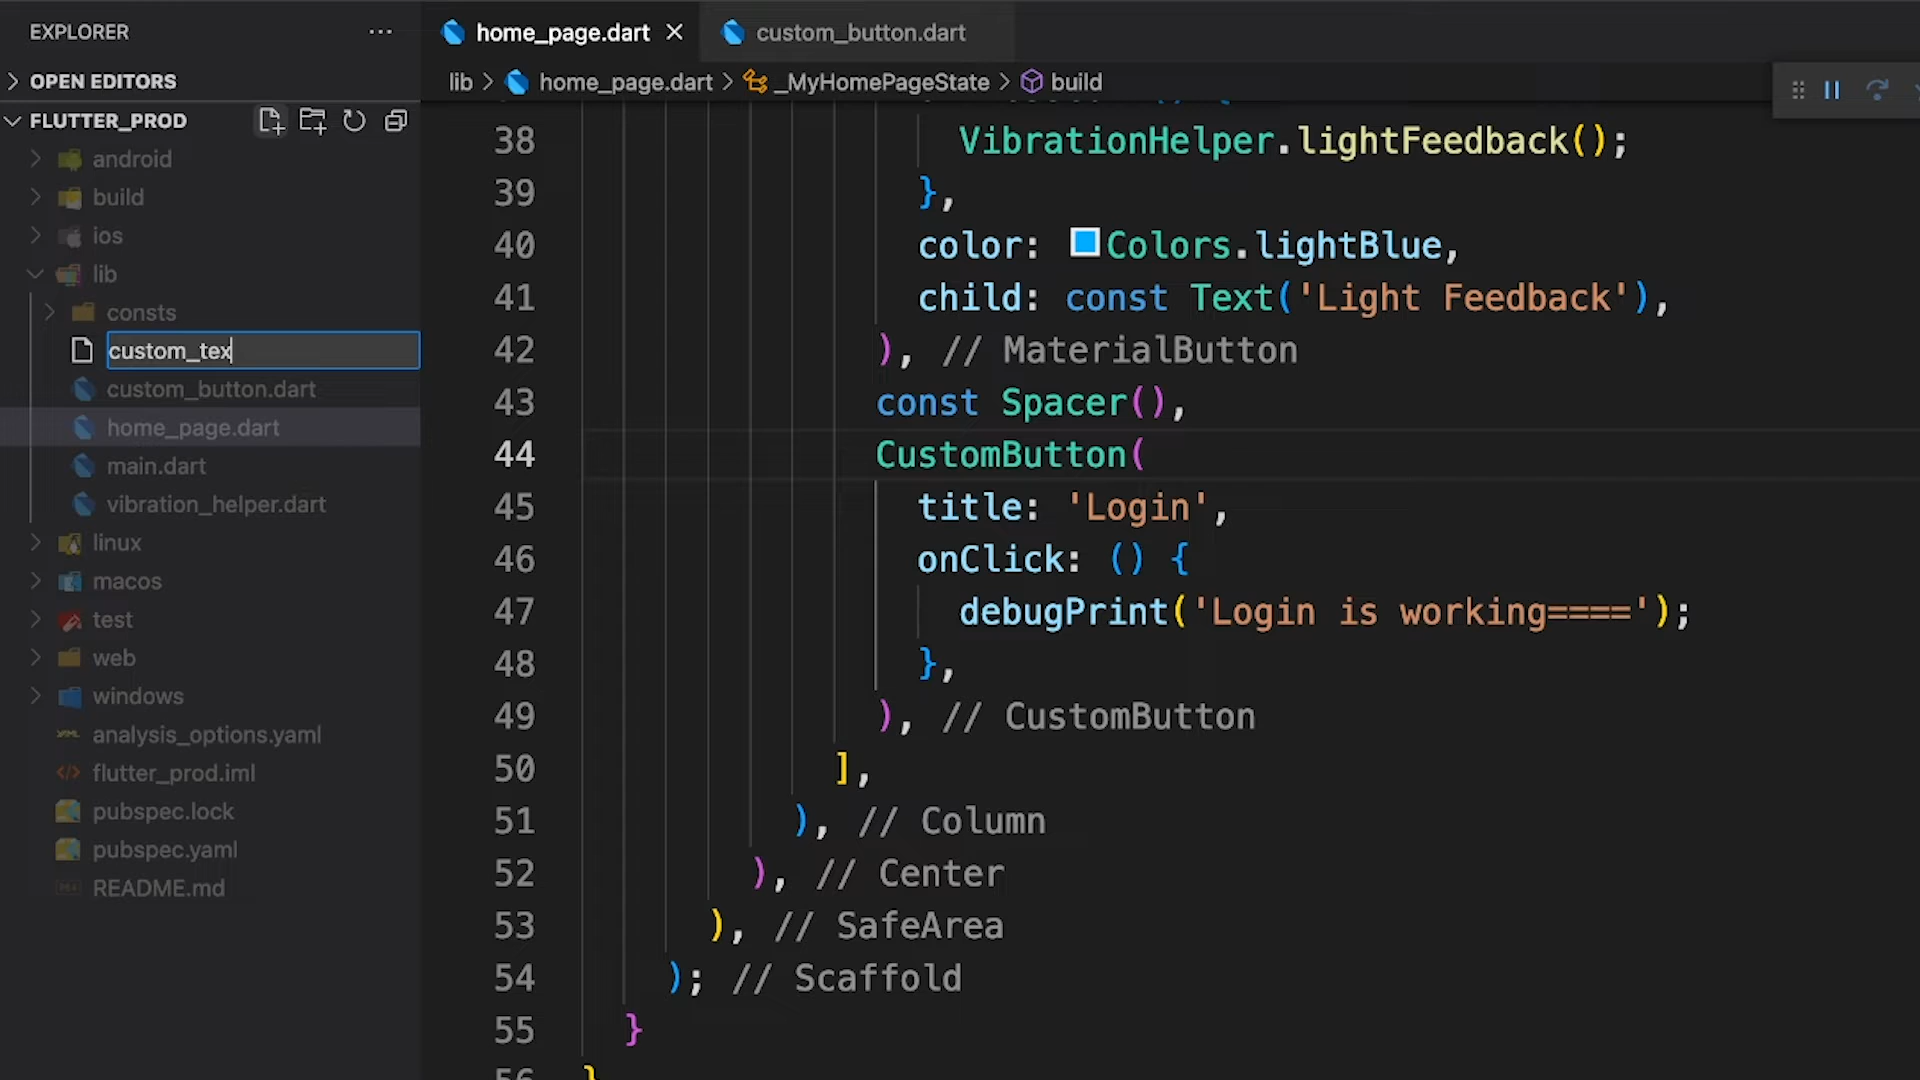 EXPLORER
OPEN EDITORS
FLUTTER_PROD
android
build
ios
lib
consts
custom_tex
custom_button.dart
home_page.dart
main.dart
vibration_helper.dart
linux
macos
test
web
windows
analysis_options.yaml
flutter_prod.iml
pubspec.lock
pubspec.yaml
README.md
home_page.dart custom_button.dart
lib > home_page.dart > _MyHomePageState > build
38 VibrationHelper.lightFeedback();
39 },
40 color: Colors.lightBlue,
41 child: const Text('Light Feedback'),
42 ), // MaterialButton
43 const Spacer(),
44 CustomButton(
45 title: 'Login',
46 onClick: () {
47 debugPrint('Login is working====');
48 },
49 ), // CustomButton
50 ],
51 ), // Column
52 ), // Center
53 ), // SafeArea
54 ); // Scaffold
55 }
56 }